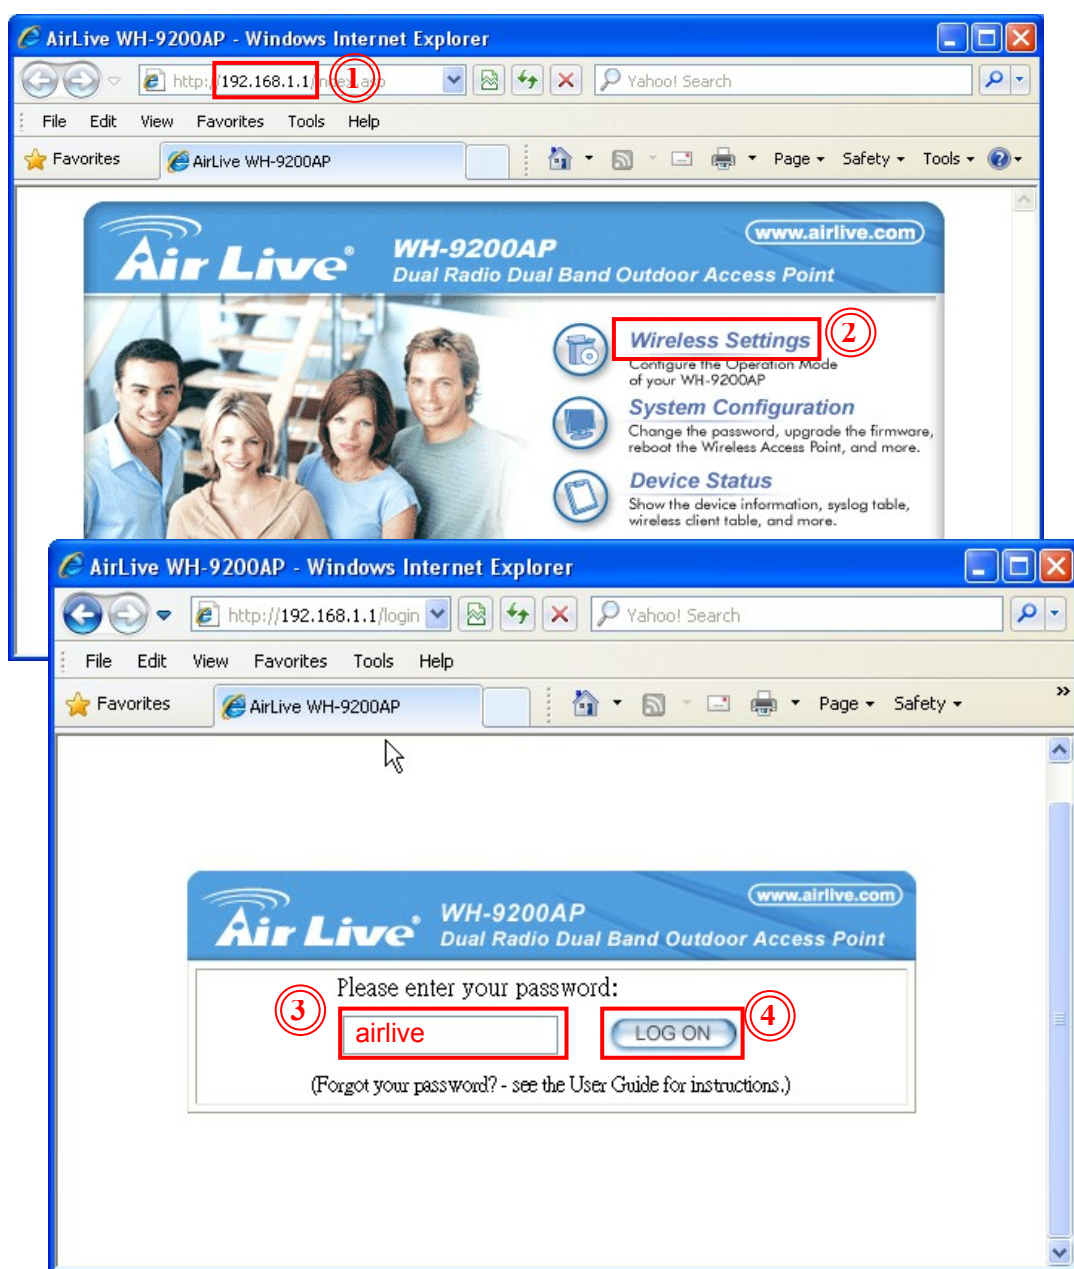 AirLive WH-9200AP - Windows Internet Explorer
http://192.168.1.1/index.asp
1
Yahoo! Search
File Edit View Favorites Tools Help
Favorites
AirLive WH-9200AP
Page Safety Tools
Air Live®
WH-9200AP
Dual Radio Dual Band Outdoor Access Point
www.airlive.com
Wireless Settings
2
Configure the Operation Mode
of your WH-9200AP
System Configuration
Change the password, upgrade the firmware,
reboot the Wireless Access Point, and more.
Device Status
Show the device information, syslog table,
wireless client table, and more.
AirLive WH-9200AP - Windows Internet Explorer
http://192.168.1.1/login
Yahoo! Search
File Edit View Favorites Tools Help
Favorites
AirLive WH-9200AP
Page Safety
»
Air Live®
WH-9200AP
Dual Radio Dual Band Outdoor Access Point
www.airlive.com
Please enter your password:
3
airlive
LOG ON
4
(Forgot your password? - see the User Guide for instructions.)